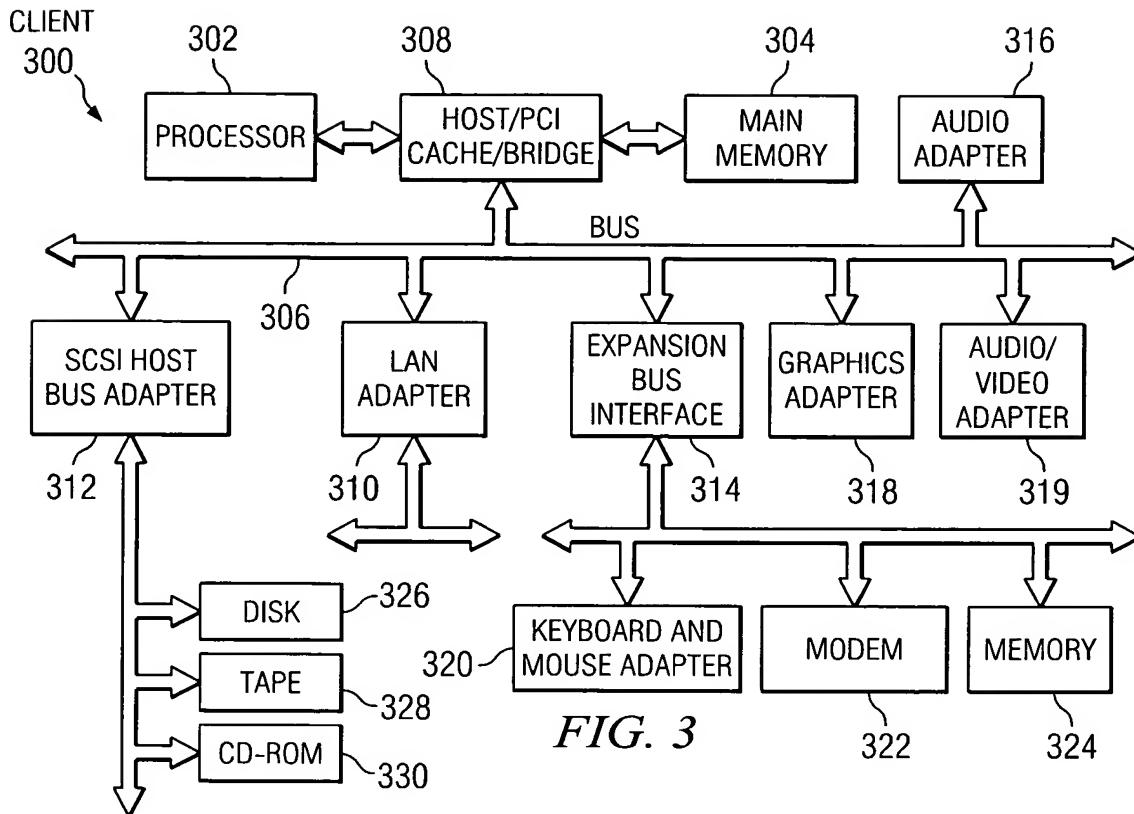 CLIENT
300
302
308
304
316
PROCESSOR
HOST/PCI
CACHE/BRIDGE
MAIN
MEMORY
AUDIO
ADAPTER
BUS
306
SCSI HOST
BUS ADAPTER
LAN
ADAPTER
EXPANSION
BUS
INTERFACE
GRAPHICS
ADAPTER
AUDIO/
VIDEO
ADAPTER
312
310
314
318
319
DISK
326
TAPE
328
CD-ROM
330
320
KEYBOARD AND
MOUSE ADAPTER
MODEM
MEMORY
322
324
FIG. 3